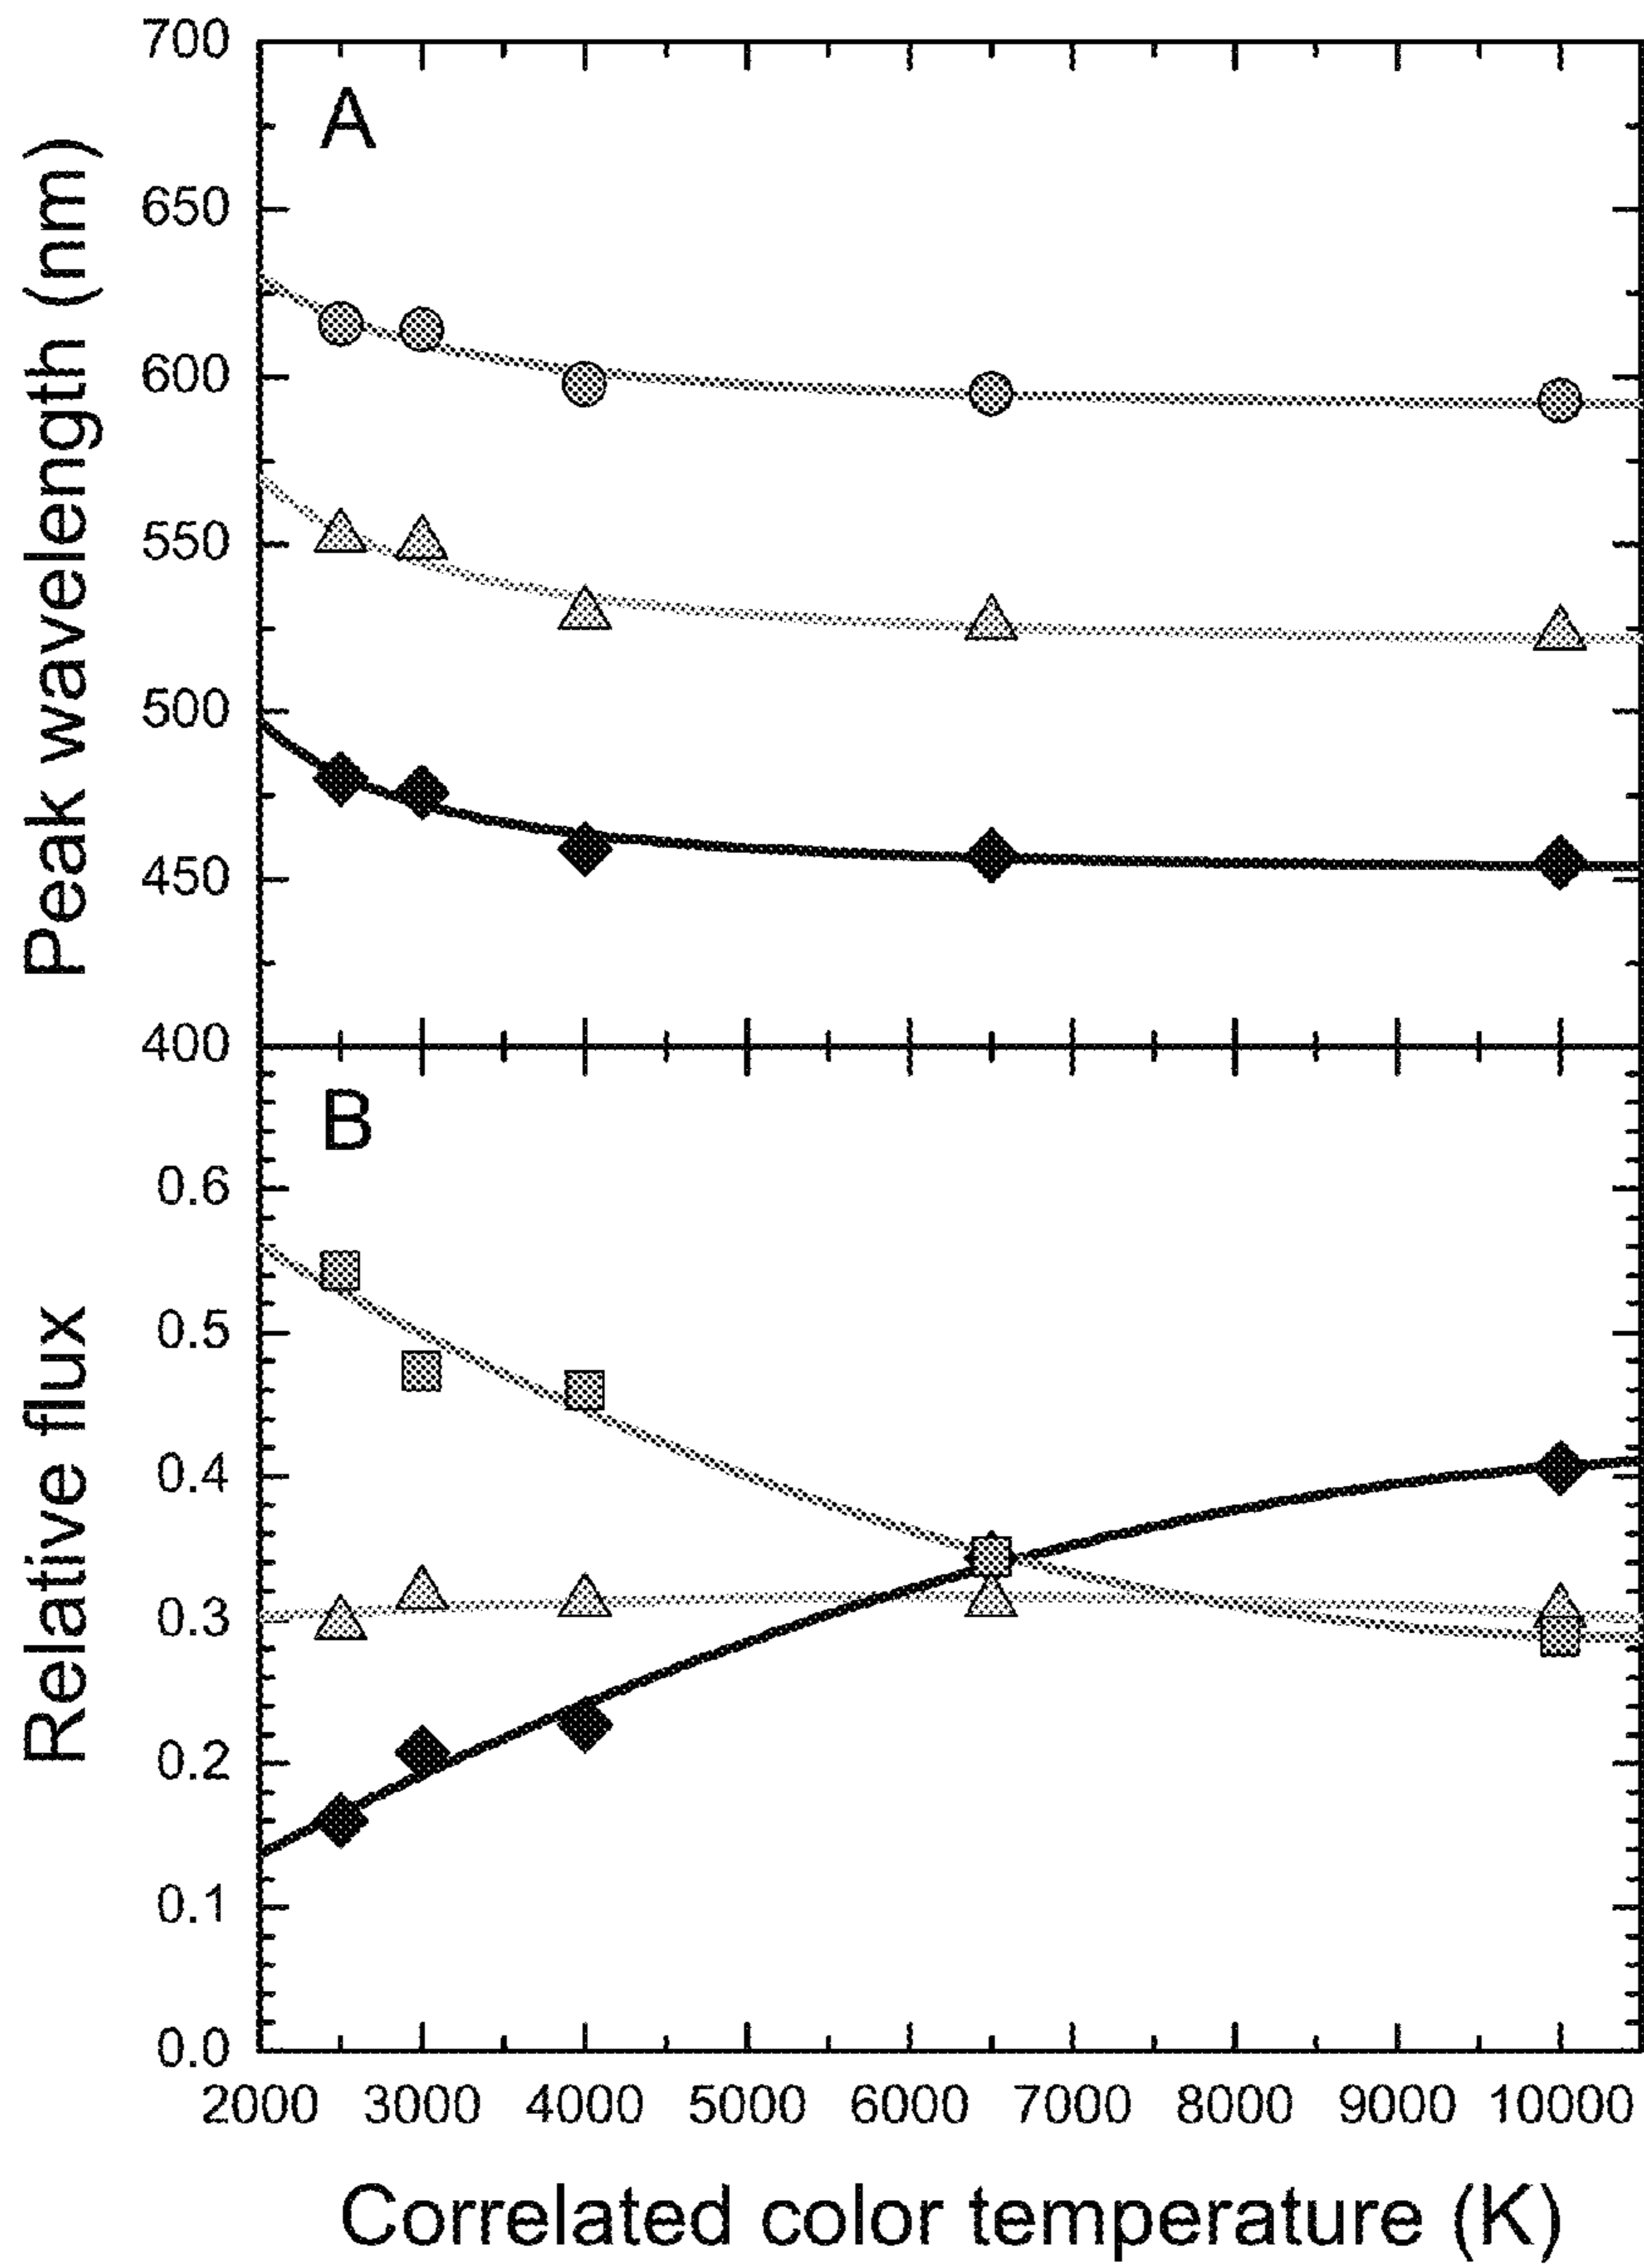 700
A
650
600
550
500
450
400
Peak wavelength (nm)
B
0.6
0.5
0.4
0.3
0.2
0.1
0.0
Relative flux
2000 3000 4000 5000 6000 7000 8000 9000 10000
Correlated color temperature (K)